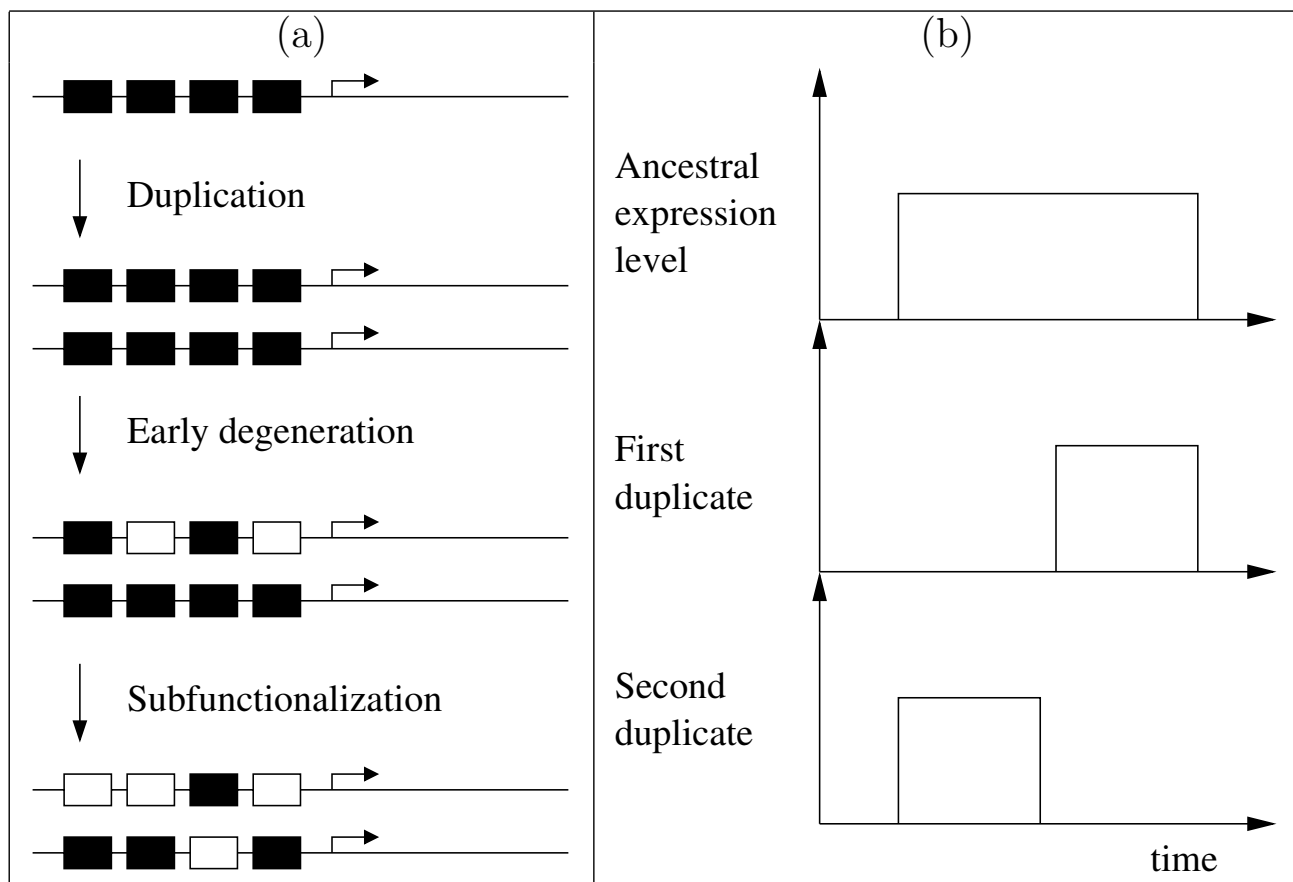 (a)
Duplication
Early degeneration
Subfunctionalization
(b)
Ancestral
expression
level
First
duplicate
Second
duplicate
time